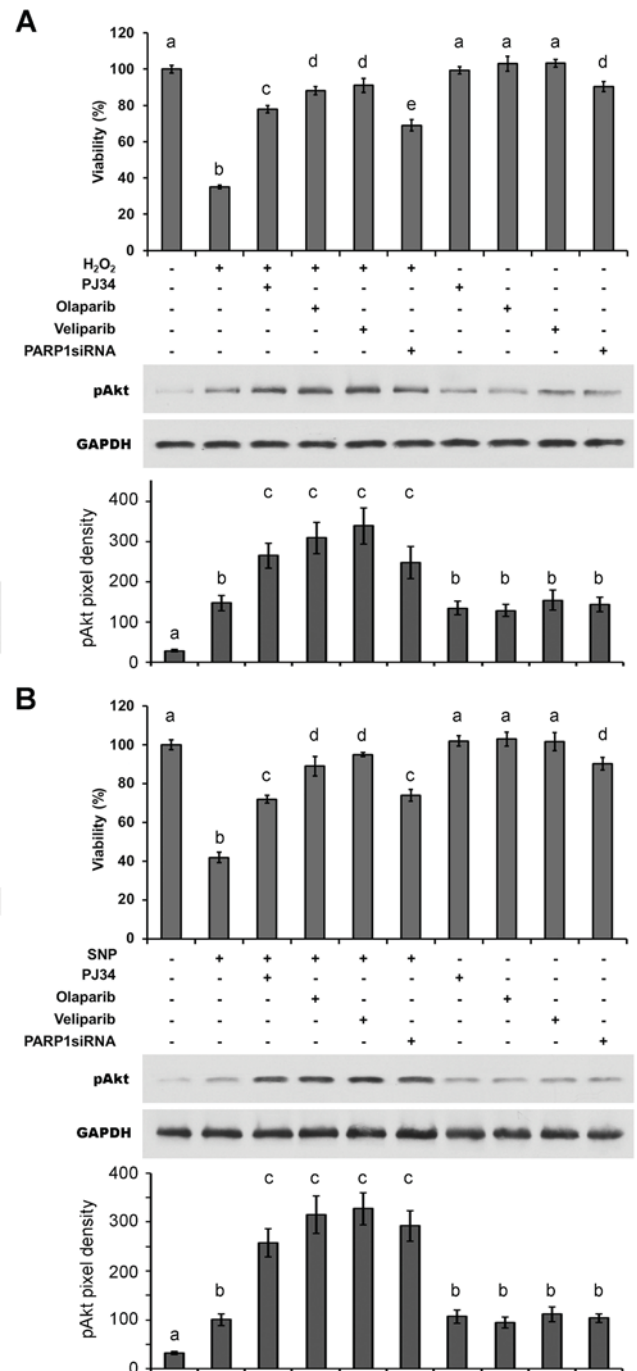 A
120
100
80
60
40
20
0
Viability (%)
a b c d d e a a a d
H₂O₂ - + + + + + - - - -
PJ34 - - + - - - + - - -
Olaparib - - - + - - - + - -
Veliparib - - - - + - - - + -
PARP1siRNA - - - - - + - - - +
pAkt
GAPDH
400
300
200
100
0
pAkt pixel density
a b c c c c b b b b
B
120
100
80
60
40
20
0
Viability (%)
a b c d d c a a a d
SNP - + + + + + - - - -
PJ34 - - + - - - + - - -
Olaparib - - - + - - - + - -
Veliparib - - - - + - - - + -
PARP1siRNA - - - - - + - - - +
pAkt
GAPDH
400
300
200
100
0
pAkt pixel density
a b c c c c b b b b